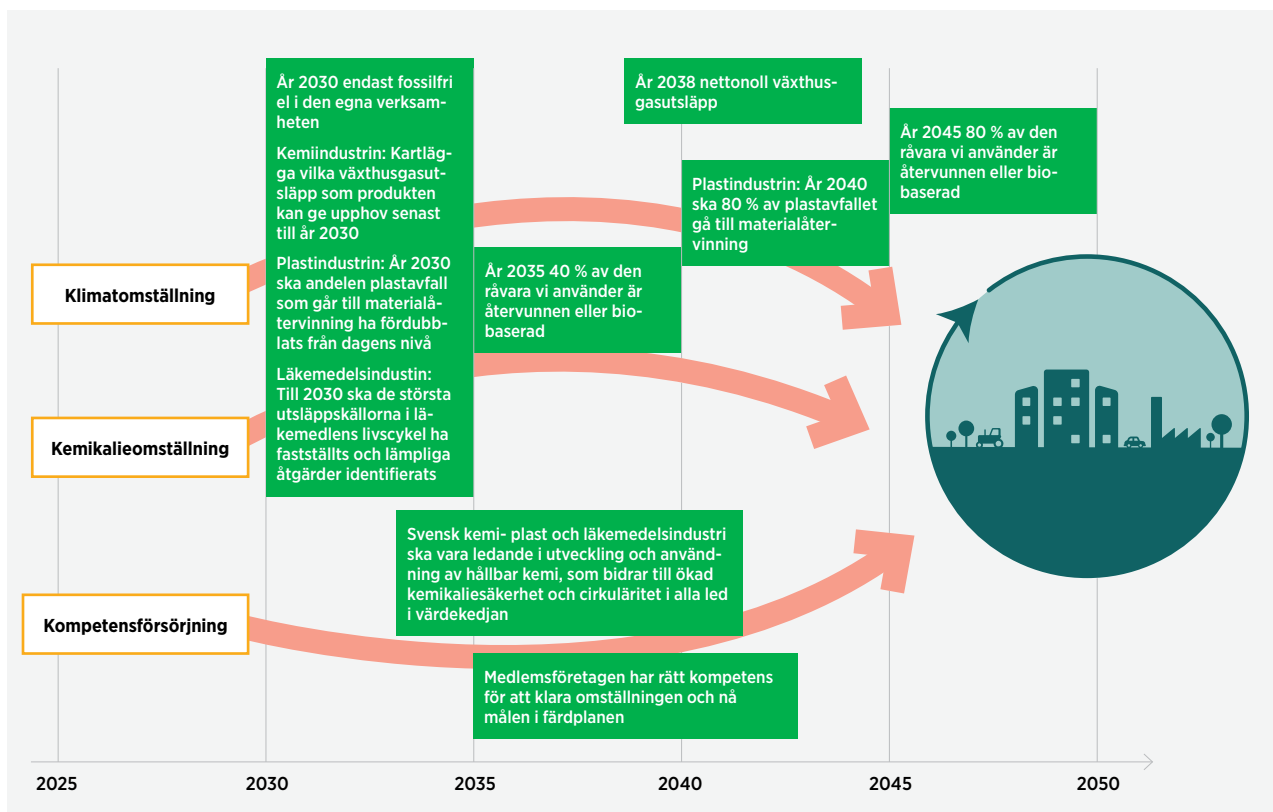 År 2030 endast fossilfri
el i den egna verksam-
heten
Kemiindustrin: Kartläg-
ga vilka växthusgasut-
släpp som produkten
kan ge upphov senast
till år 2030
Plastindustrin: År 2030
ska andelen plastavfall
som går till materialå-
tervinning ha fördubb-
lats från dagens nivå
Läkemedelsindustin:
Till 2030 ska de största
utsläppskällorna i lä-
kemedlens livscykel ha
fastställts och lämpliga
åtgärder identifierats
År 2038 nettonoll växthus-
gasutsläpp
År 2045 80 % av den
råvara vi använder är
återvunnen eller bio-
baserad
Plastindustrin: År 2040
ska 80 % av plastavfallet
gå till materialåter-
vinning
År 2035 40 % av den
råvara vi använder är
återvunnen eller bio-
baserad
Klimatomställning
Kemikalieomställning
Svensk kemi- plast och läkemedelsindustri
ska vara ledande i utveckling och använd-
ning av hållbar kemi, som bidrar till ökad
kemikaliesäkerhet och cirkuläritet i alla led
i värdekedjan
Kompetensförsörjning
Medlemsföretagen har rätt kompetens
för att klara omställningen och nå
målen i färdplanen
2025 2030 2035 2040 2045 2050